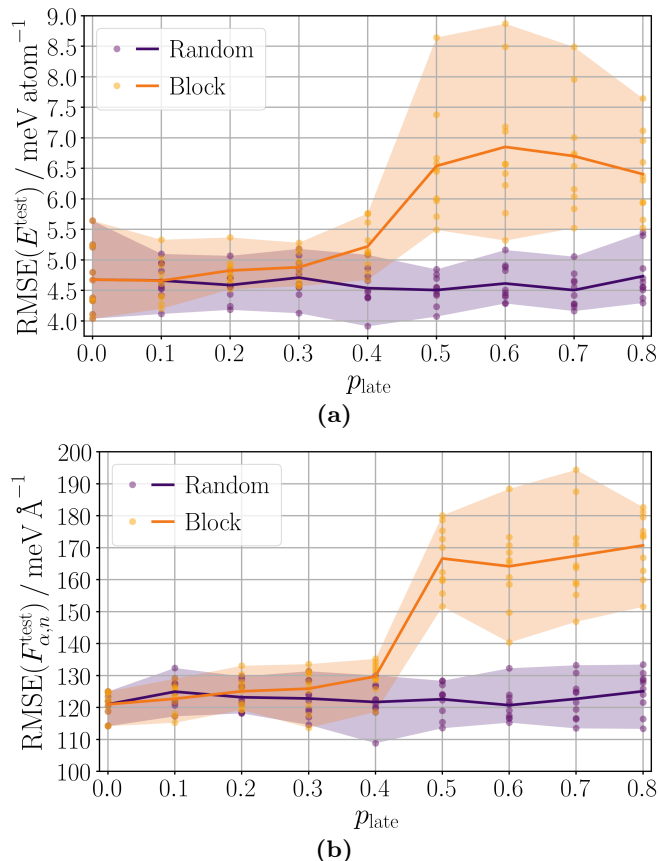 9.0
8.5
8.0
7.5
7.0
6.5
6.0
5.5
5.0
4.5
4.0
RMSE(E^test) / meV atom⁻¹
Random
Block
0.0 0.1 0.2 0.3 0.4 0.5 0.6 0.7 0.8
p_late
(a)
200
190
180
170
160
150
140
130
120
110
100
RMSE(F^test_α,n) / meV Å⁻¹
Random
Block
0.0 0.1 0.2 0.3 0.4 0.5 0.6 0.7 0.8
p_late
(b)